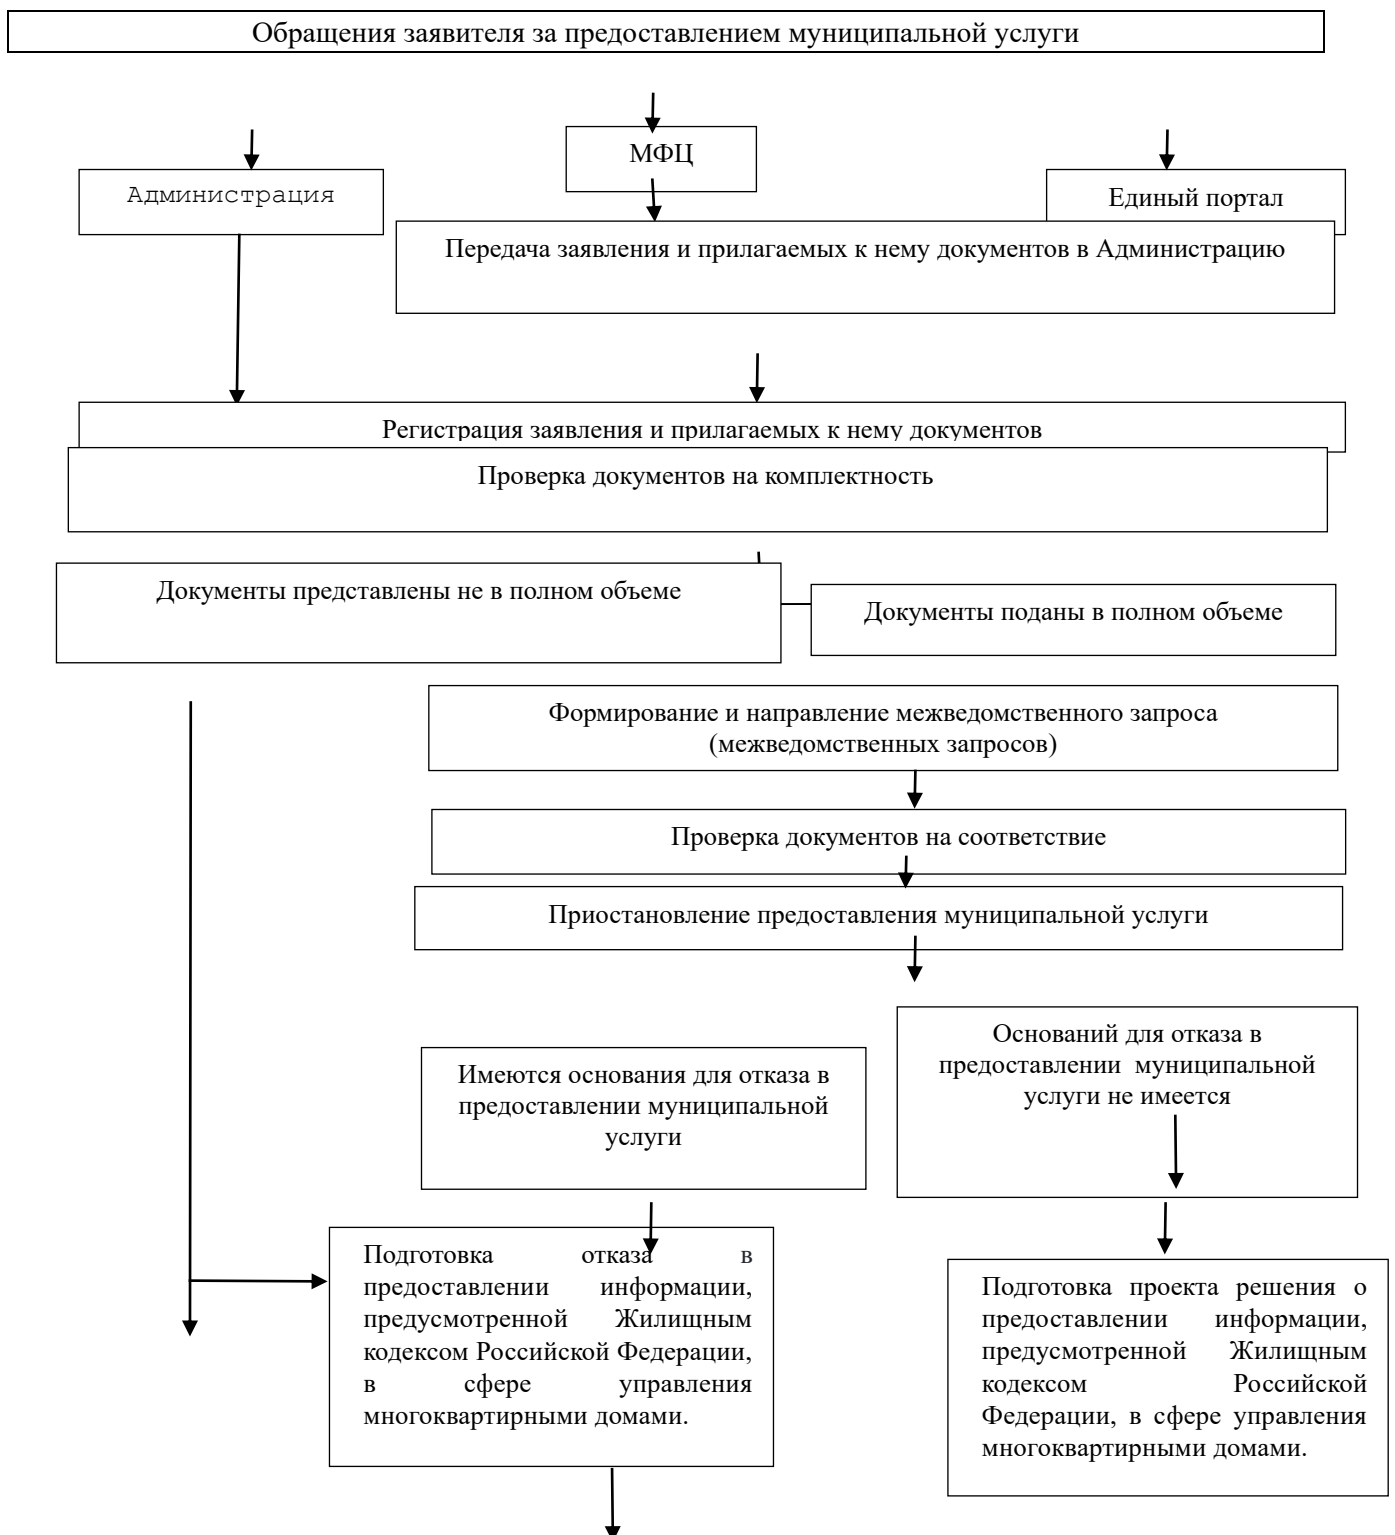 Обращения заявителя за предоставлением муниципальной услуги
МФЦ
Администрация
Единый портал
Передача заявления и прилагаемых к нему документов в Администрацию
Регистрация заявления и прилагаемых к нему документов
Проверка документов на комплектность
Документы представлены не в полном объеме
Документы поданы в полном объеме
Формирование и направление межведомственного запроса
(межведомственных запросов)
Проверка документов на соответствие
Приостановление предоставления муниципальной услуги
Оснований для отказа в
предоставлении муниципальной
услуги не имеется
Имеются основания для отказа в
предоставлении муниципальной
услуги
Подготовка отказа в
предоставлении информации,
предусмотренной Жилищным
кодексом Российской Федерации,
в сфере управления
многоквартирными домами.
Подготовка проекта решения о
предоставлении информации,
предусмотренной Жилищным
кодексом Российской
Федерации, в сфере управления
многоквартирными домами.